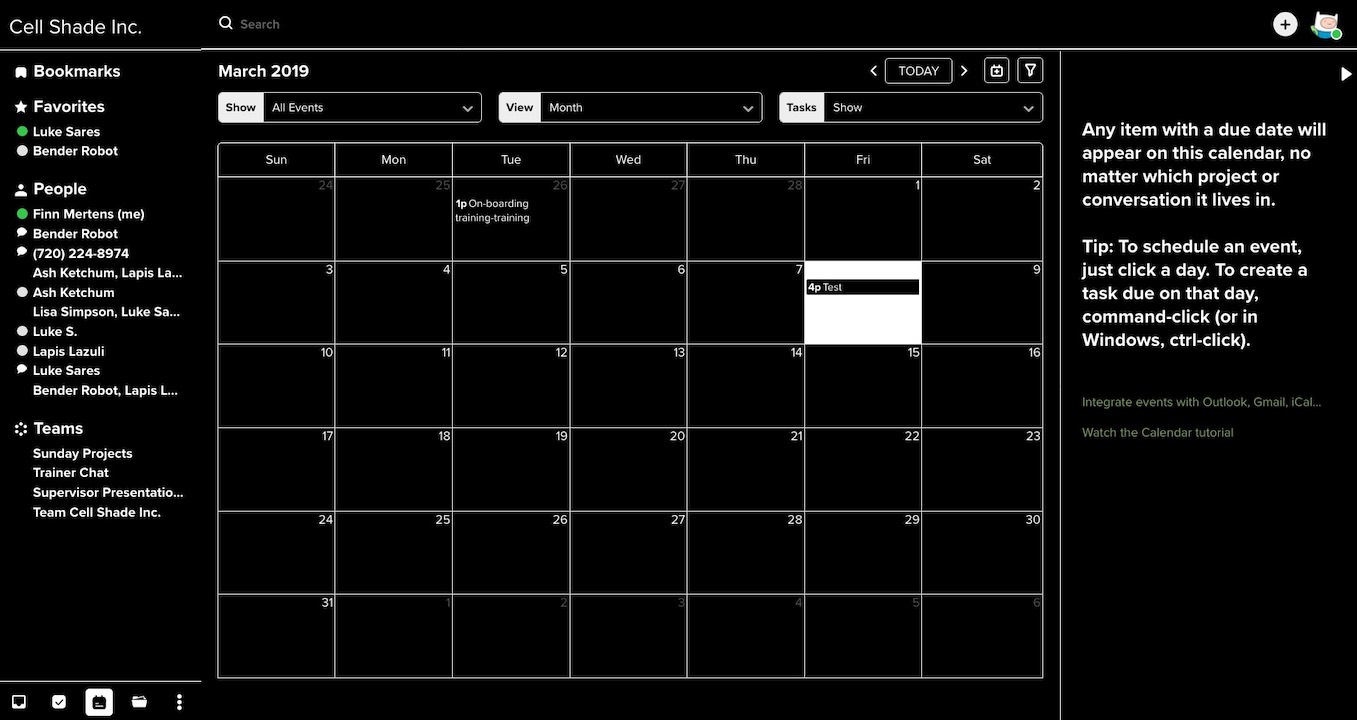 Cell Shade Inc.
Search
Bookmarks
Favorites
Luke Sares
Bender Robot
People
Finn Mertens (me)
Bender Robot
(720) 224-8974
Ash Ketchum, Lapis La...
Ash Ketchum
Lisa Simpson, Luke Sa...
Luke S.
Lapis Lazuli
Luke Sares
Bender Robot, Lapis L...
Teams
Sunday Projects
Trainer Chat
Supervisor Presentatio...
Team Cell Shade Inc.
March 2019
TODAY
Show All Events
View Month
Tasks Show
Sun Mon Tue Wed Thu Fri Sat
24 25 26 27 28 1 2
1p On-boarding
training-training
3 4 5 6 7 9
4p Test
10 11 12 13 14 15 16
17 18 19 20 21 22 23
24 25 26 27 28 29 30
31 1 2 3 4 5 6
Any item with a due date will
appear on this calendar, no
matter which project or
conversation it lives in.
Tip: To schedule an event,
just click a day. To create a
task due on that day,
command-click (or in
Windows, ctrl-click).
Integrate events with Outlook, Gmail, iCal...
Watch the Calendar tutorial